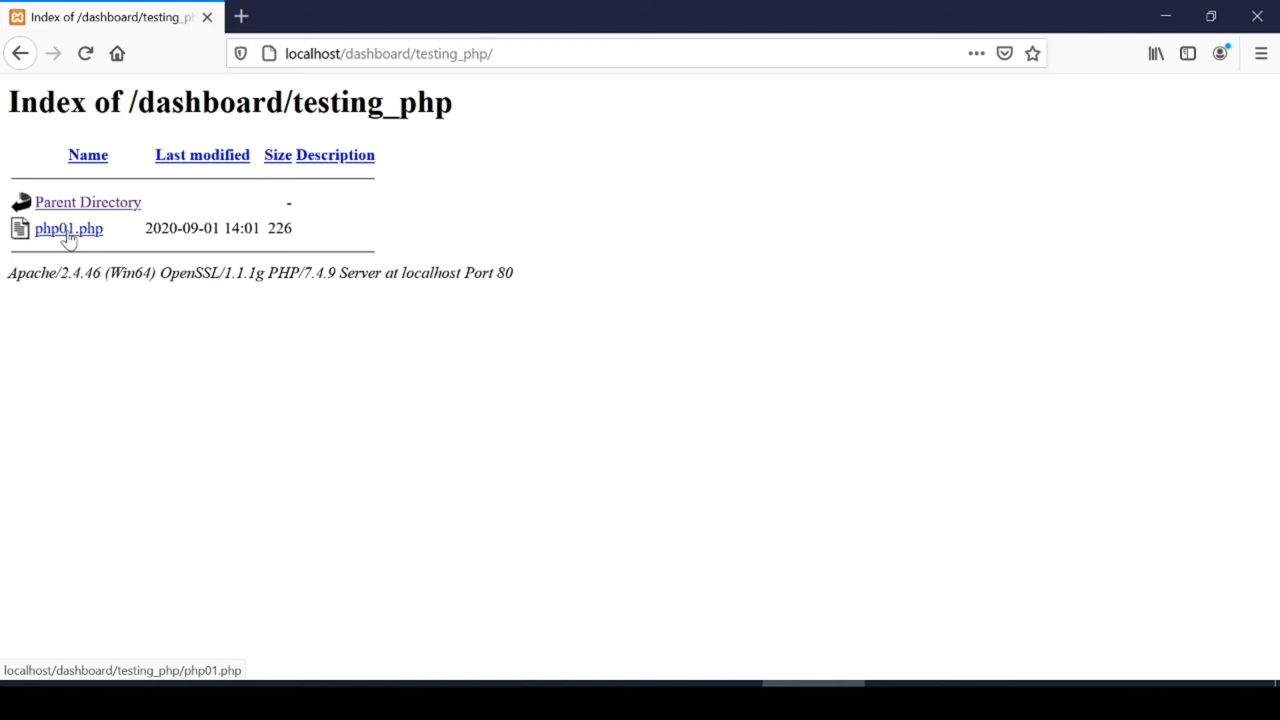 Index of /dashboard/testing_ph
localhost/dashboard/testing_php/
Index of /dashboard/testing_php
Name Last modified Size Description
Parent Directory -
php01.php 2020-09-01 14:01 226
Apache/2.4.46 (Win64) OpenSSL/1.1.1g PHP/7.4.9 Server at localhost Port 80
localhost/dashboard/testing_php/php01.php